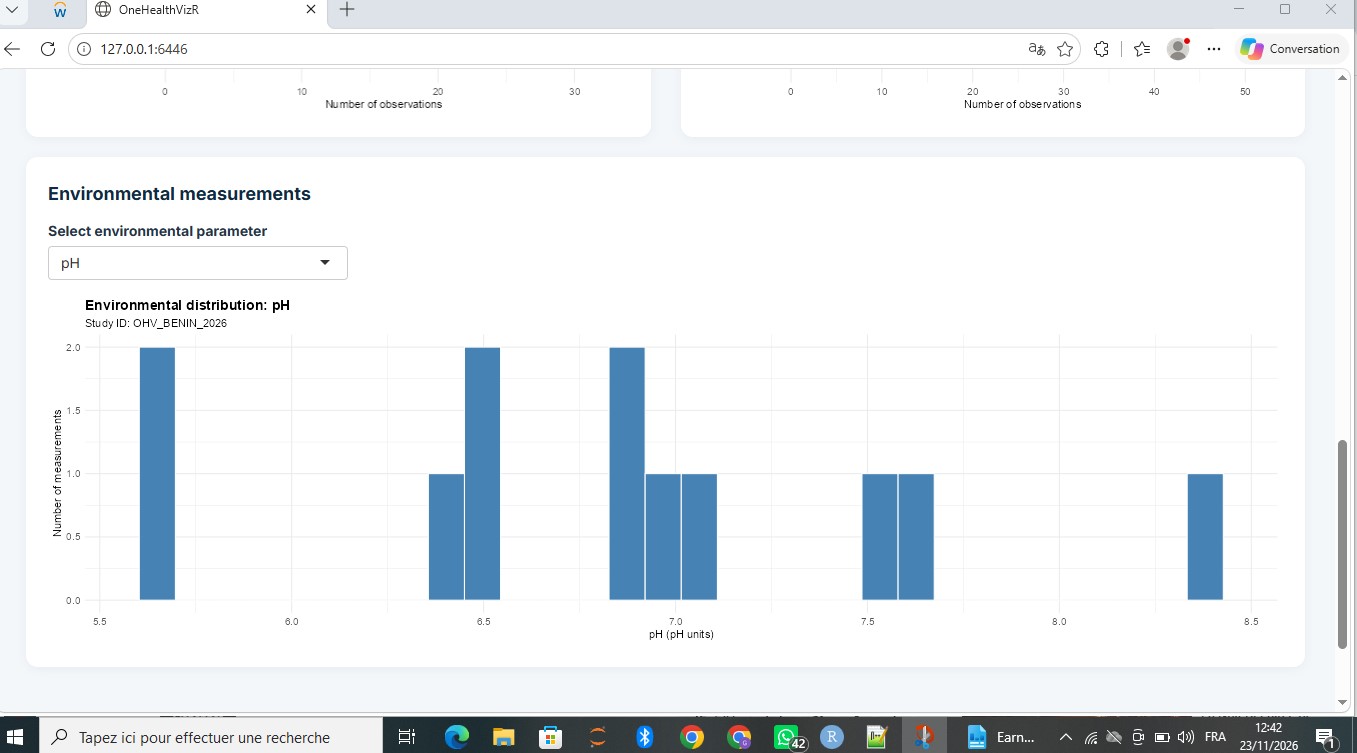 OneHealthVizR
127.0.0.1:6446
Conversation
0 10 20 30
Number of observations
0 10 20 30 40 50
Number of observations
Environmental measurements
Select environmental parameter
pH
Environmental distribution: pH
Study ID: OHV_BENIN_2026
Number of measurements
2.0
1.5
1.0
0.5
0.0
5.5 6.0 6.5 7.0 7.5 8.0 8.5
pH (pH units)
Tapez ici pour effectuer une recherche
42
R
Earn...
FRA
12:42
23/11/2026
1